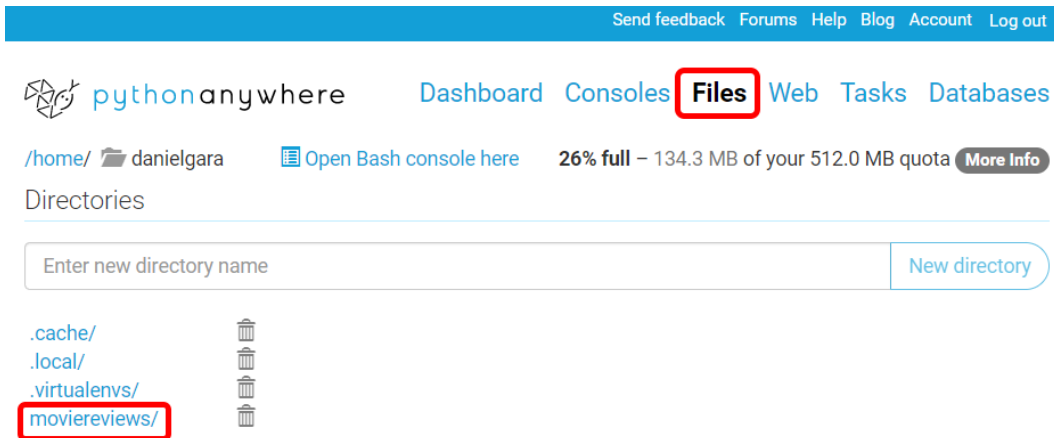 Send feedback Forums Help Blog Account Log out
pythonanywhere Dashboard Consoles Files Web Tasks Databases
/home/ danielgara Open Bash console here 26% full – 134.3 MB of your 512.0 MB quota More Info
Directories
Enter new directory name New directory
.cache/
.local/
.virtualenvs/
moviereviews/